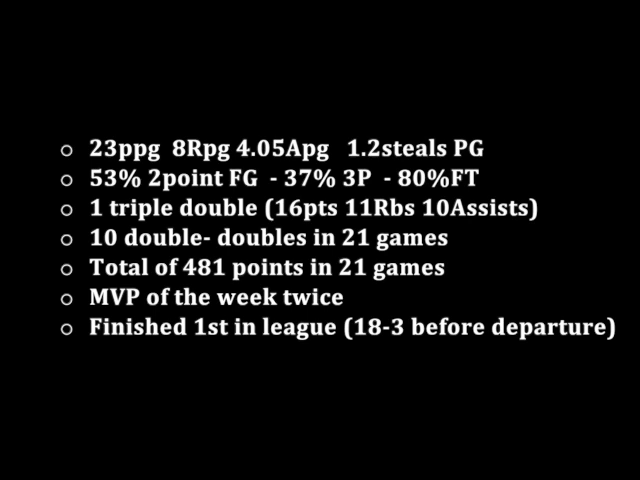 23ppg 8Rpg 4.05Apg 1.2steals PG
53% 2point FG - 37% 3P - 80%FT
1 triple double (16pts 11Rbs 10Assists)
10 double- doubles in 21 games
Total of 481 points in 21 games
MVP of the week twice
Finished 1st in league (18-3 before departure)